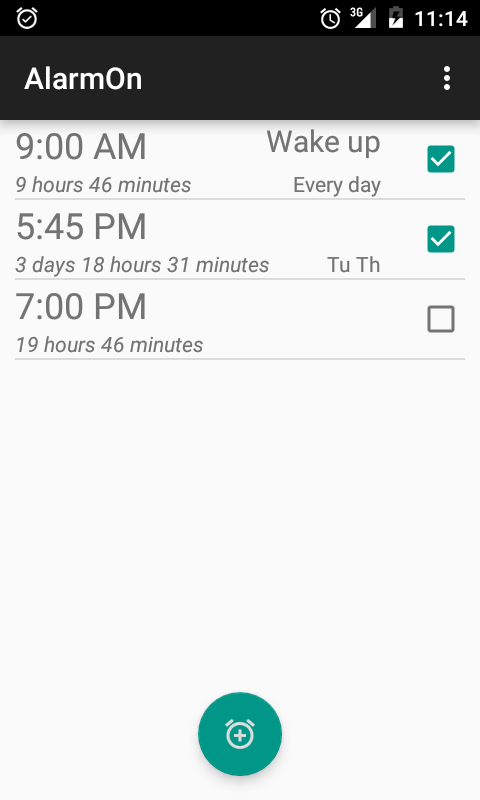 3G 11:14
AlarmOn
9:00 AM Wake up
9 hours 46 minutes Every day
5:45 PM
3 days 18 hours 31 minutes Tu Th
7:00 PM
19 hours 46 minutes